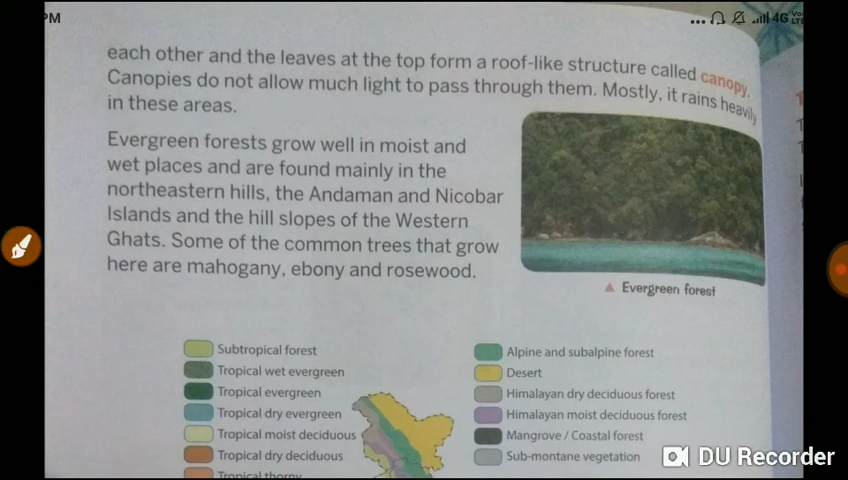 PM
4G
each other and the leaves at the top form a roof-like structure called canopy.
Canopies do not allow much light to pass through them. Mostly, it rains heavily
in these areas.
Evergreen forests grow well in moist and
wet places and are found mainly in the
northeastern hills, the Andaman and Nicobar
Islands and the hill slopes of the Western
Ghats. Some of the common trees that grow
here are mahogany, ebony and rosewood.
▲ Evergreen forest
Subtropical forest
Tropical wet evergreen
Tropical evergreen
Tropical dry evergreen
Tropical moist deciduous
Tropical dry deciduous
Tropical thorny
Alpine and subalpine forest
Desert
Himalayan dry deciduous forest
Himalayan moist deciduous forest
Mangrove / Coastal forest
Sub-montane vegetation
DU Recorder